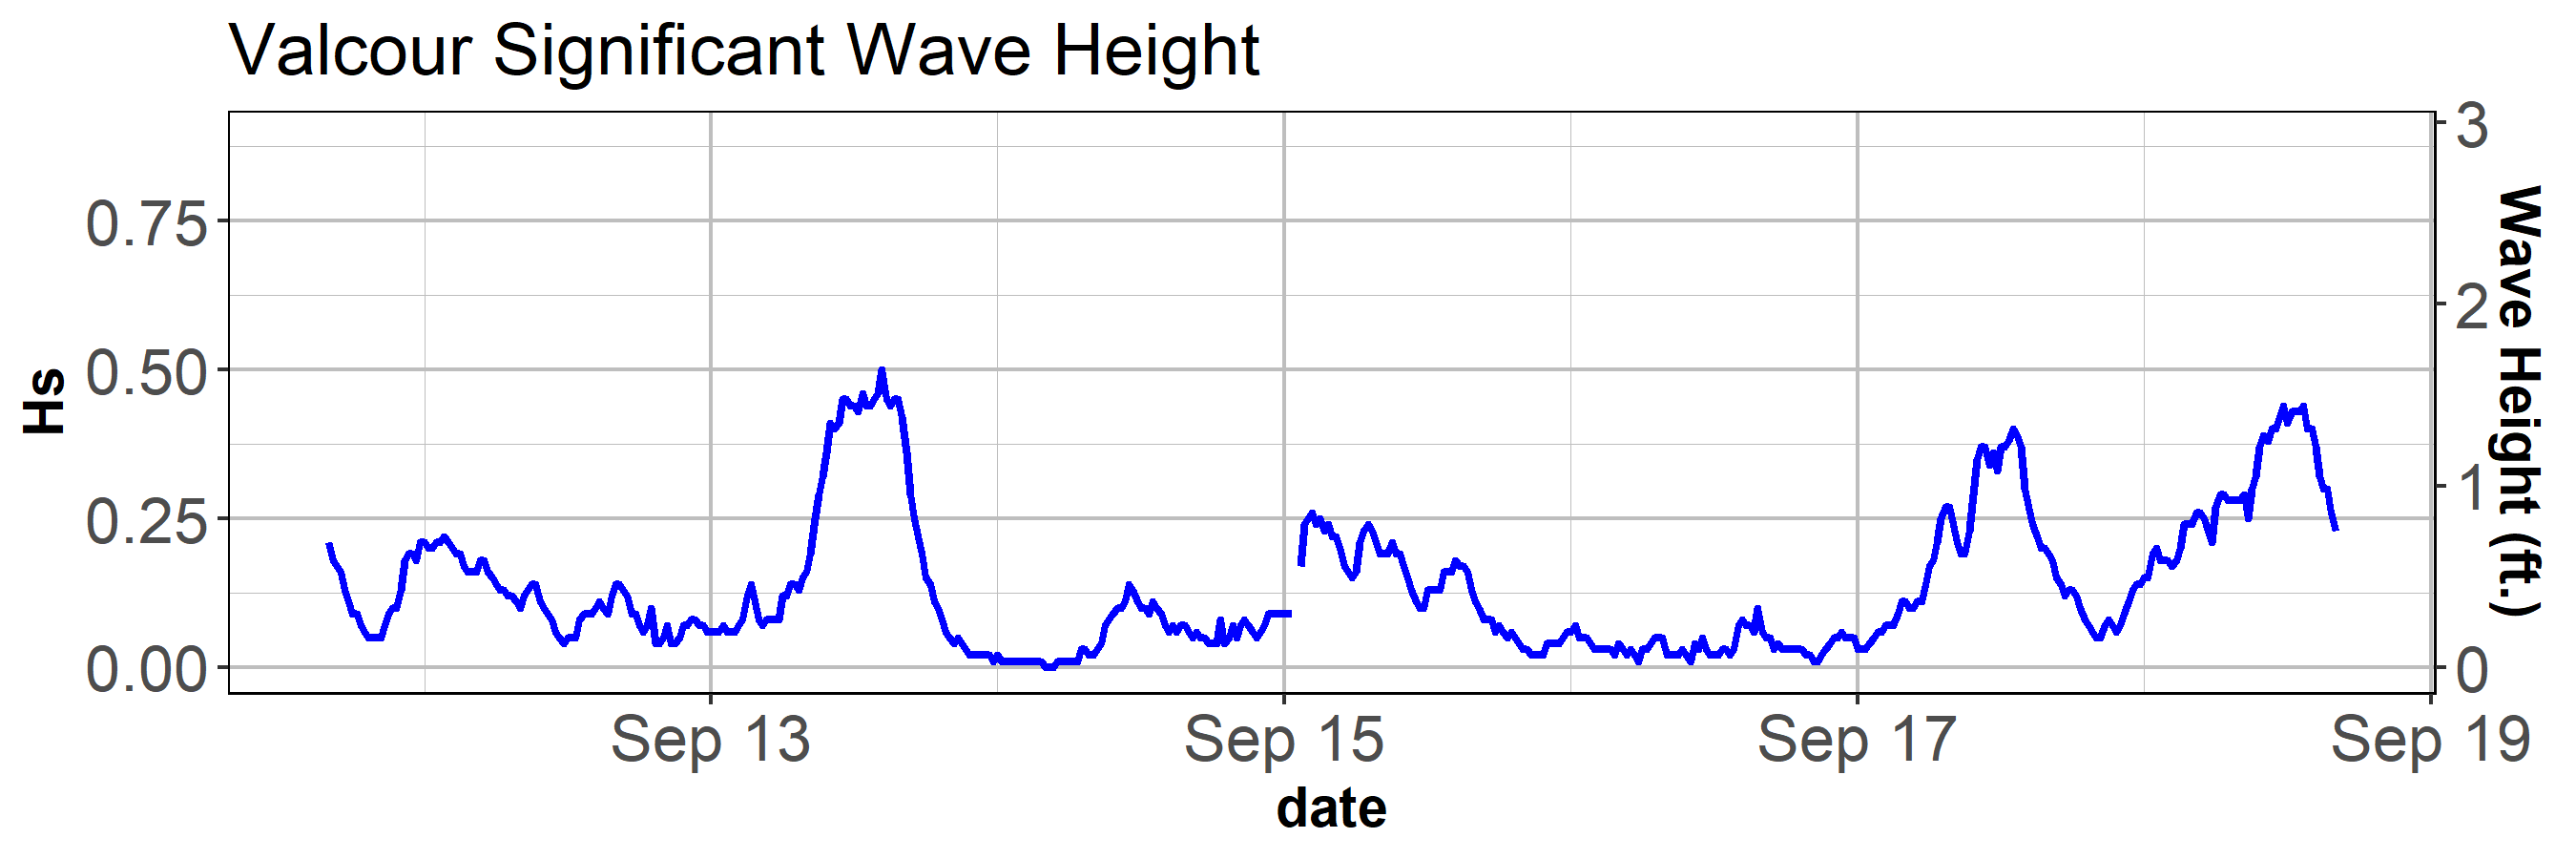 Valcour Significant Wave Height
Hs
0.75
0.50
0.25
0.00
3
2
1
0
Wave Height (ft.)
Sep 13
Sep 15
Sep 17
Sep 19
date